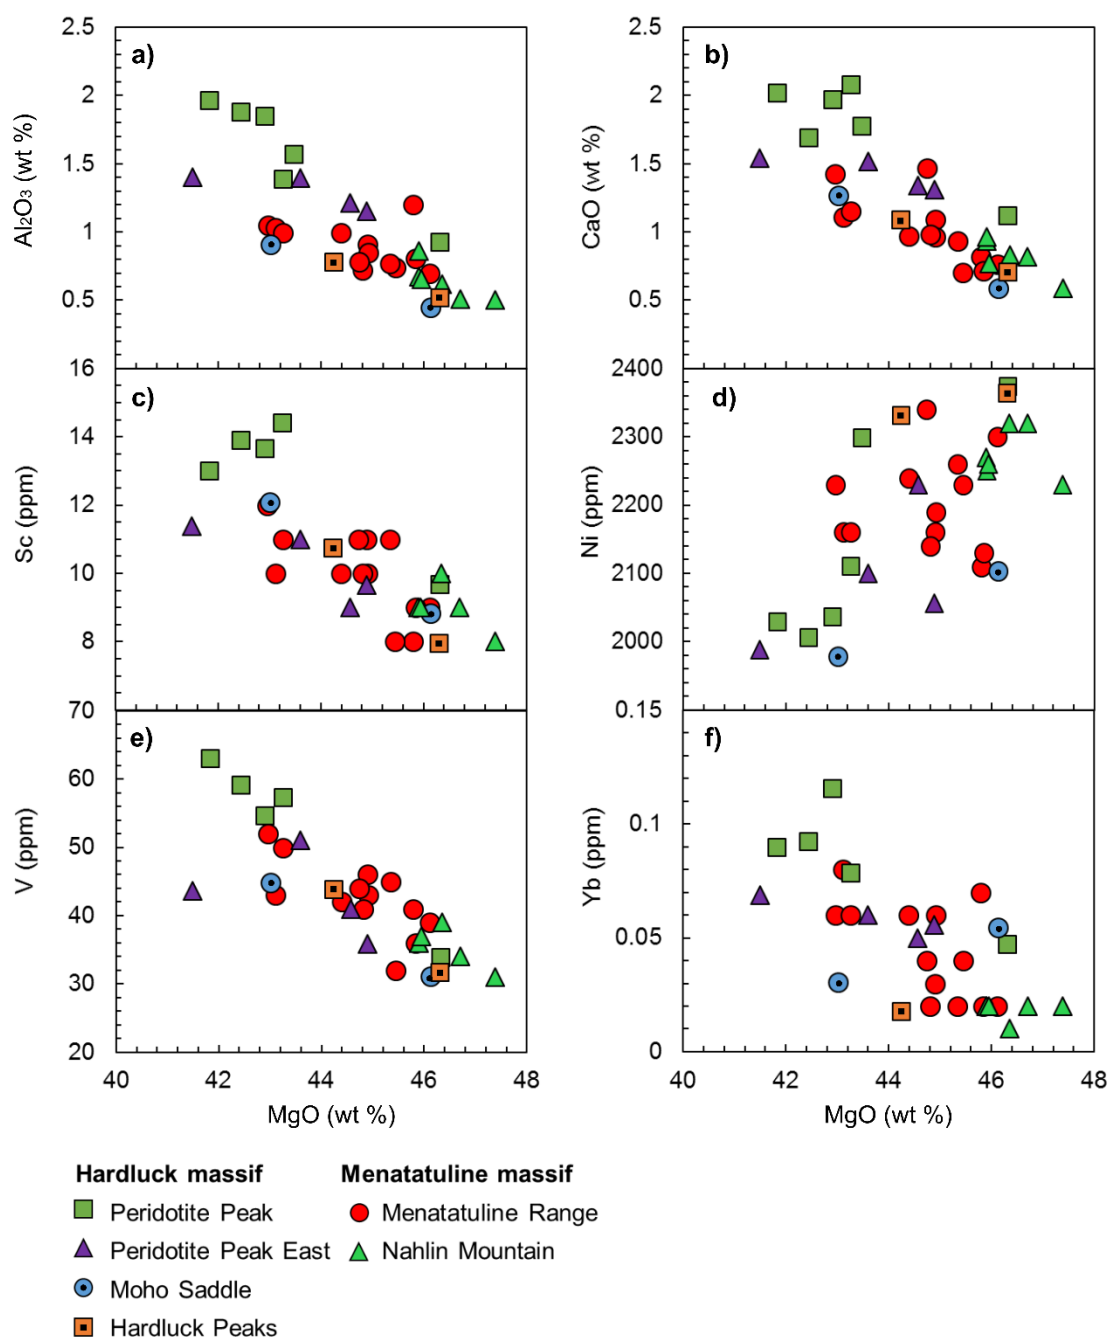 a)
2.5
2
1.5
1
0.5
Al₂O₃ (wt %)
b)
2.5
2
1.5
1
0.5
CaO (wt %)
c)
16
14
12
10
8
Sc (ppm)
d)
2400
2300
2200
2100
2000
Ni (ppm)
e)
70
60
50
40
30
20
V (ppm)
40 42 44 46 48
MgO (wt %)
f)
0.15
0.1
0.05
0
Yb (ppm)
40 42 44 46 48
MgO (wt %)
Hardluck massif
Peridotite Peak
Peridotite Peak East
Moho Saddle
Hardluck Peaks
Menatatuline massif
Menatatuline Range
Nahlin Mountain